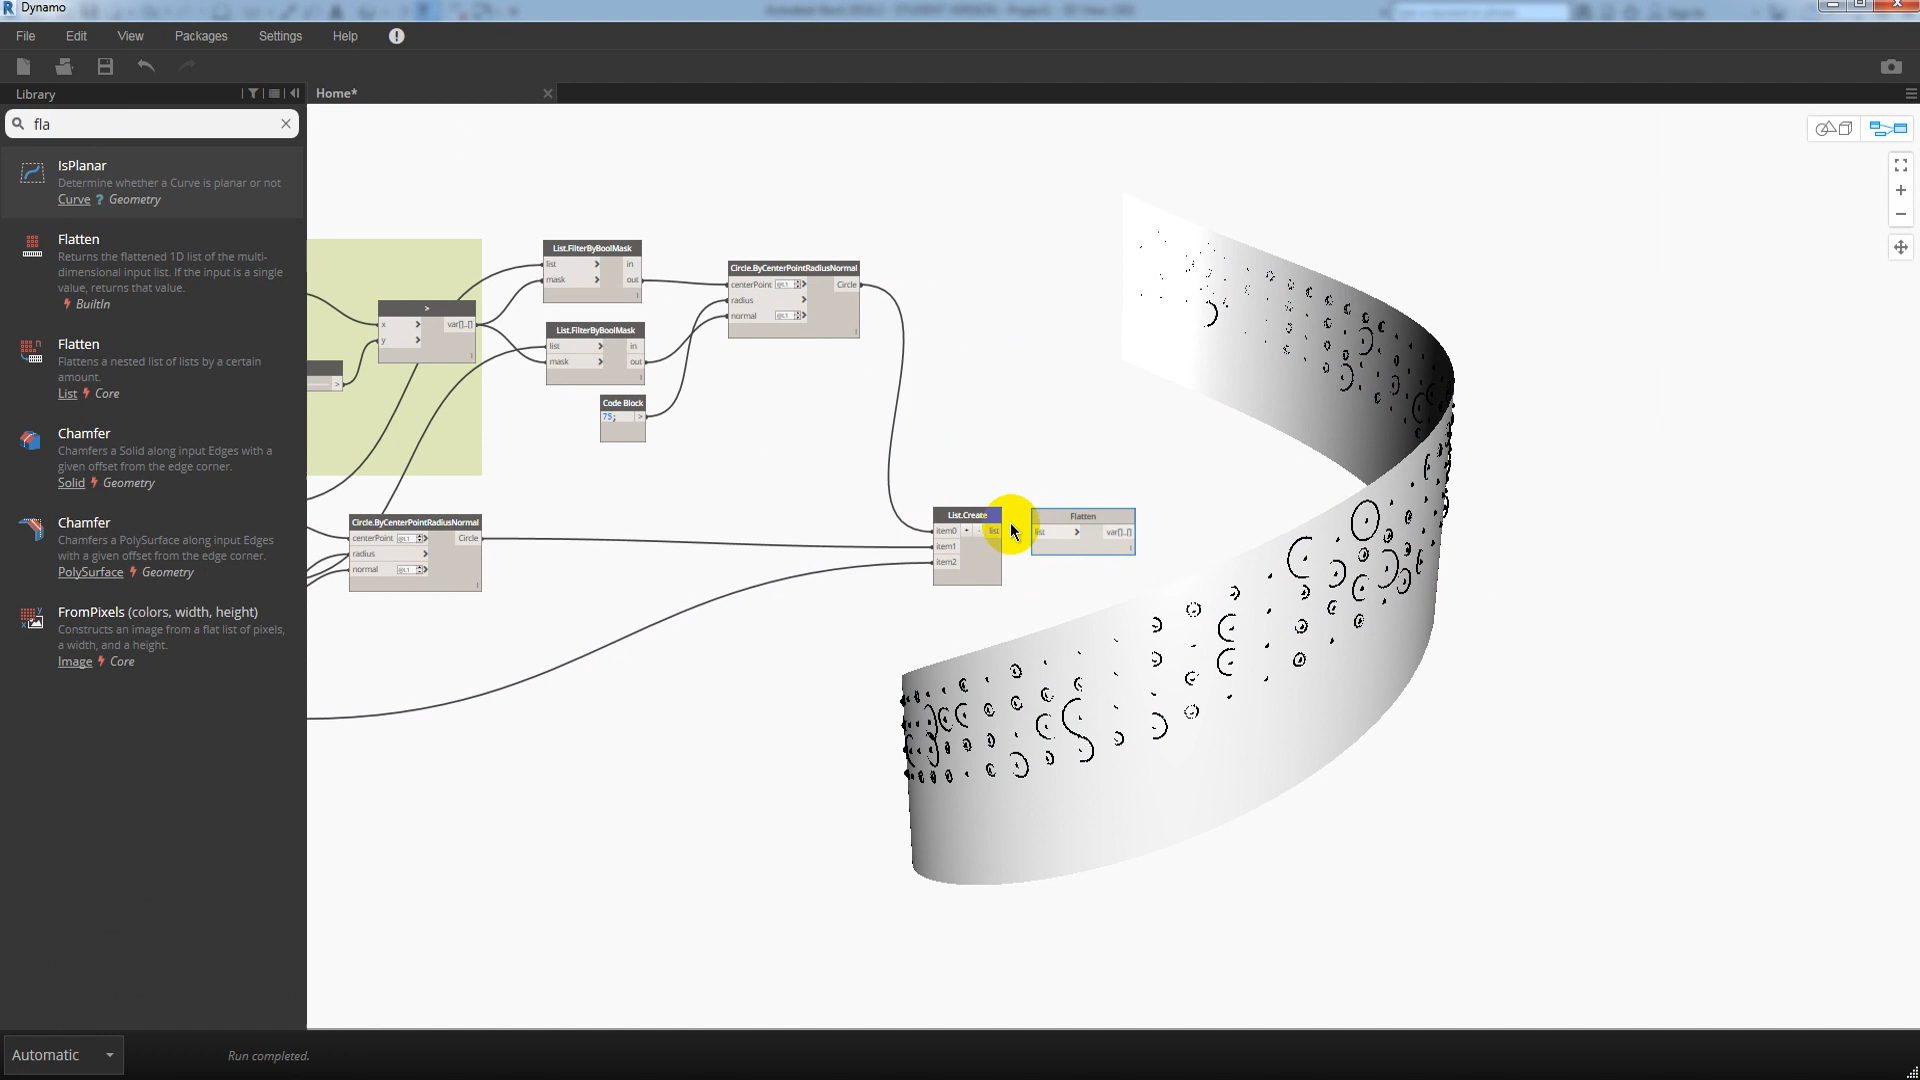 Dynamo
File Edit View Packages Settings Help
Library
Home*
fla
IsPlanar
Determine whether a Curve is planar or not
Curve ? Geometry
Flatten
Returns the flattened 1D list of the multi-
dimensional input list. If the input is a single
value, returns that value.
BuiltIn
Flatten
Flattens a nested list of lists by a certain
amount.
List Core
Chamfer
Chamfers a Solid along input Edges with a
given offset from the edge corner.
Solid Geometry
Chamfer
Chamfers a PolySurface along input Edges
with a given offset from the edge corner.
PolySurface Geometry
FromPixels (colors, width, height)
Constructs an image from a flat list of pixels,
a width, and a height.
Image Core
>
x > var[]..[]
y >
>
List.FilterByBoolMask
list > in
mask > out
List.FilterByBoolMask
list > in
mask > out
Code Block
75; >
Circle.ByCenterPointRadiusNormal
centerPoint @L1 > Circle
radius >
normal @L1 >
Circle.ByCenterPointRadiusNormal
centerPoint @L1 > Circle
radius >
normal @L1 >
List.Create
item0 + - list
item1
item2
Flatten
list > var[]..[]
Automatic
Run completed.